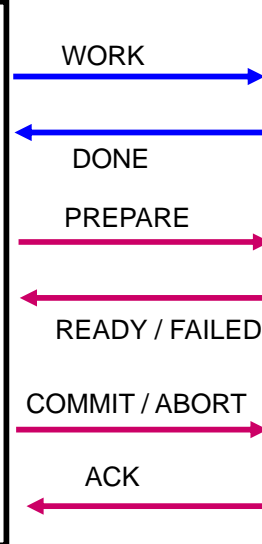 WORK
DONE
PREPARE
READY / FAILED
COMMIT / ABORT
ACK